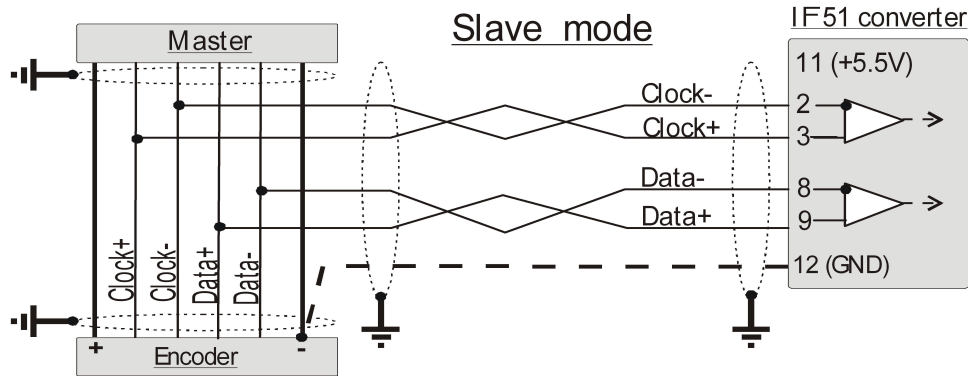 Slave mode
IF51 converter
Master
11 (+5.5V)
Clock-
2
Clock+
3
Data-
8
Data+
9
12 (GND)
Clock+
Clock-
Data+
Data-
+
-
Encoder